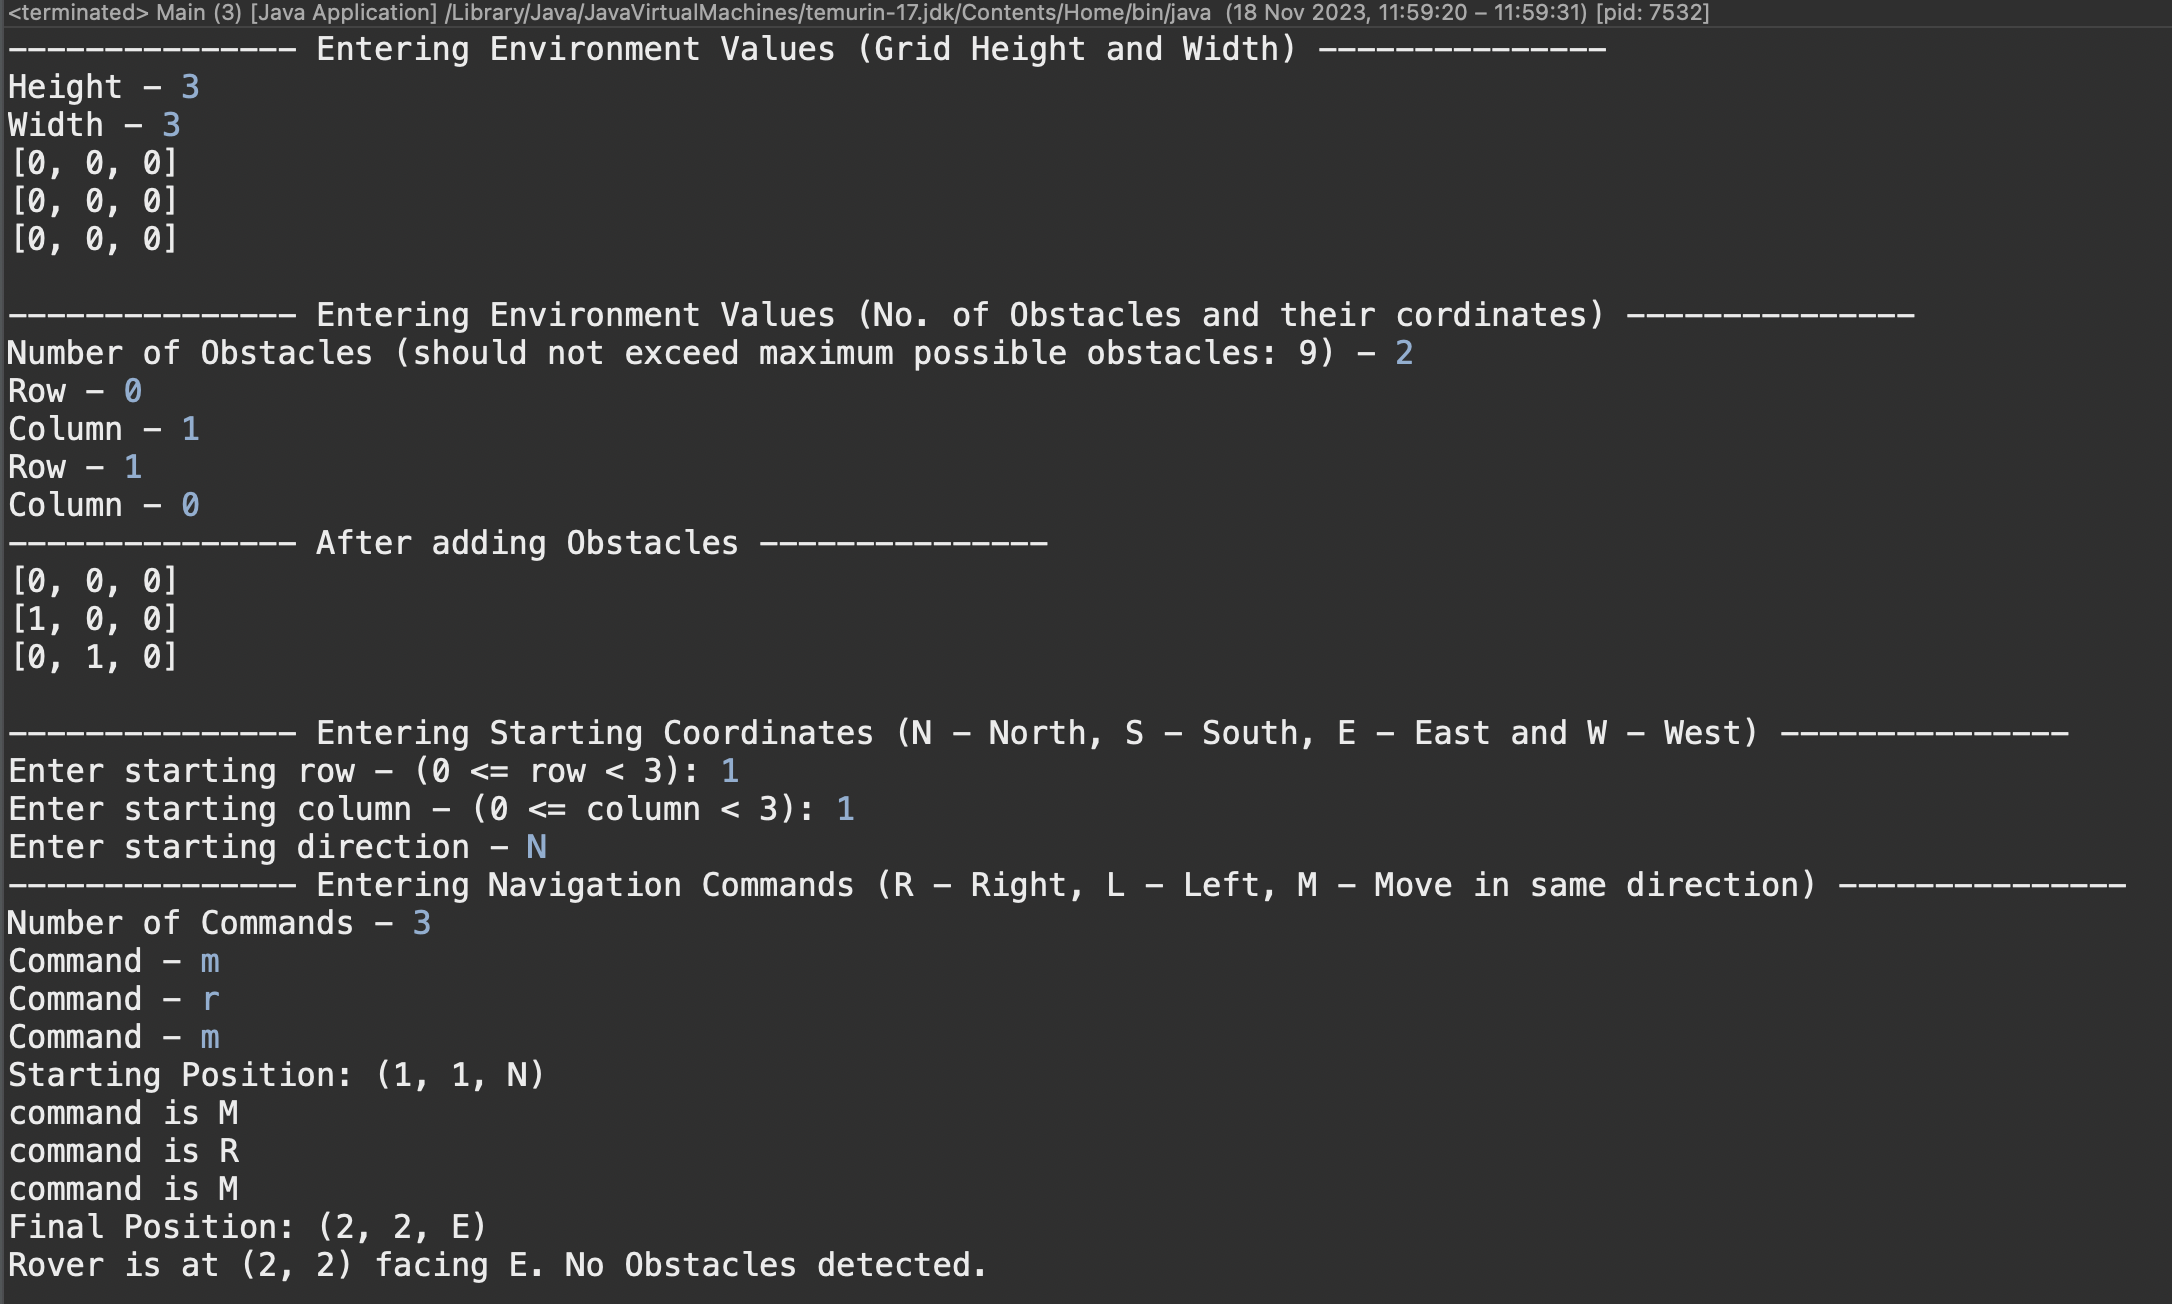 <terminated> Main (3) [Java Application] /Library/Java/JavaVirtualMachines/temurin-17.jdk/Contents/Home/bin/java (18 Nov 2023, 11:59:20 – 11:59:31) [pid: 7532]
--------------- Entering Environment Values (Grid Height and Width) ---------------
Height - 3
Width - 3
[0, 0, 0]
[0, 0, 0]
[0, 0, 0]
--------------- Entering Environment Values (No. of Obstacles and their cordinates) ---------------
Number of Obstacles (should not exceed maximum possible obstacles: 9) - 2
Row - 0
Column - 1
Row - 1
Column - 0
--------------- After adding Obstacles ---------------
[0, 0, 0]
[1, 0, 0]
[0, 1, 0]
--------------- Entering Starting Coordinates (N - North, S - South, E - East and W - West) ---------------
Enter starting row - (0 <= row < 3): 1
Enter starting column - (0 <= column < 3): 1
Enter starting direction - N
--------------- Entering Navigation Commands (R - Right, L - Left, M - Move in same direction) ---------------
Number of Commands - 3
Command - m
Command - r
Command - m
Starting Position: (1, 1, N)
command is M
command is R
command is M
Final Position: (2, 2, E)
Rover is at (2, 2) facing E. No Obstacles detected.